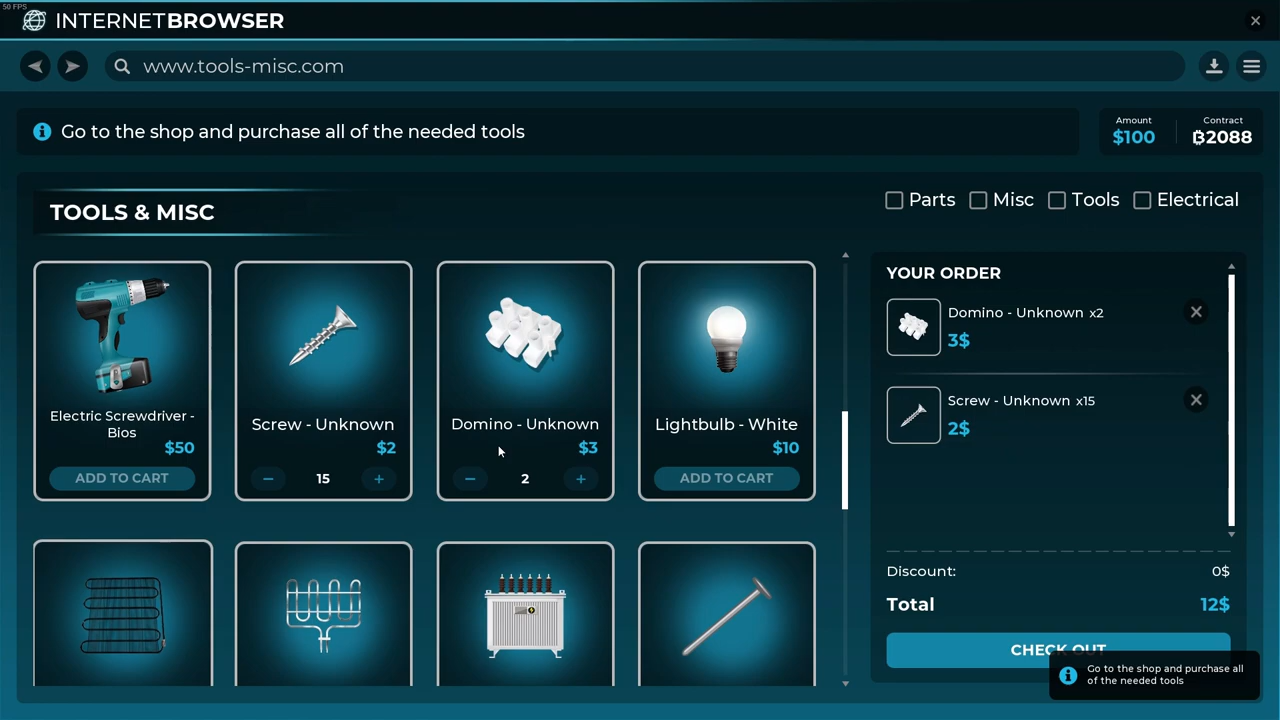 50 FPS
INTERNETBROWSER
www.tools-misc.com
Go to the shop and purchase all of the needed tools
Amount
$100
Contract
₿2088
TOOLS & MISC
Parts
Misc
Tools
Electrical
Electric Screwdriver -
Bios
$50
ADD TO CART
Screw - Unknown
$2
15
Domino - Unknown
$3
2
Lightbulb - White
$10
ADD TO CART
YOUR ORDER
Domino - Unknown x2
3$
Screw - Unknown x15
2$
Discount: 0$
Total 12$
CHECK OUT
Go to the shop and purchase all
of the needed tools